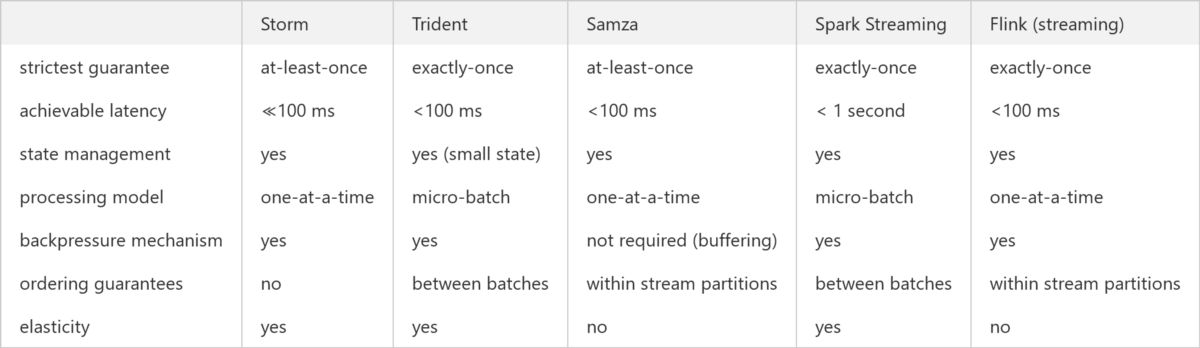 Storm Trident Samza Spark Streaming Flink (streaming)
strictest guarantee at-least-once exactly-once at-least-once exactly-once exactly-once
achievable latency ≪100 ms <100 ms <100 ms < 1 second <100 ms
state management yes yes (small state) yes yes yes
processing model one-at-a-time micro-batch one-at-a-time micro-batch one-at-a-time
backpressure mechanism yes yes not required (buffering) yes yes
ordering guarantees no between batches within stream partitions between batches within stream partitions
elasticity yes yes no yes no